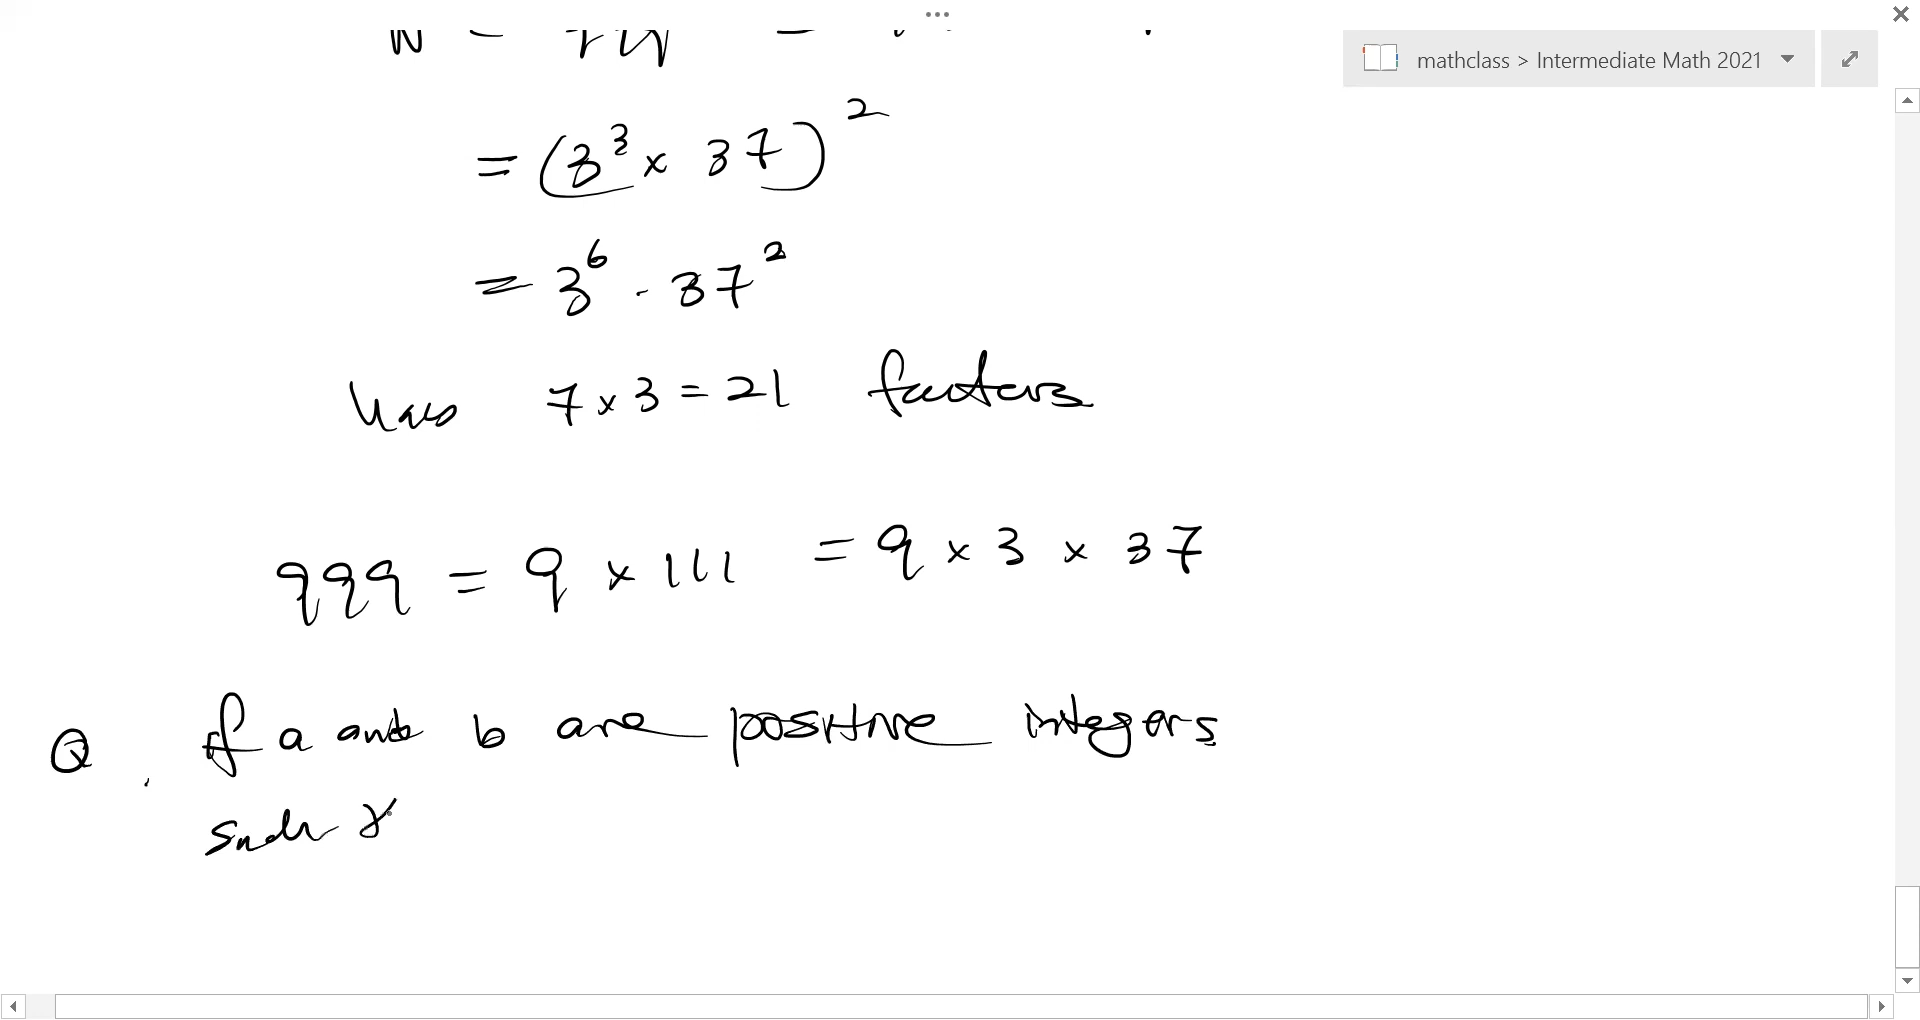 mathclass > Intermediate Math 2021
= (3³ × 37)²
= 3⁶ · 37²
has 7 × 3 = 21 factors
999 = 9 × 111 = 9 × 3 × 37
Q. If a and b are positive integers
such